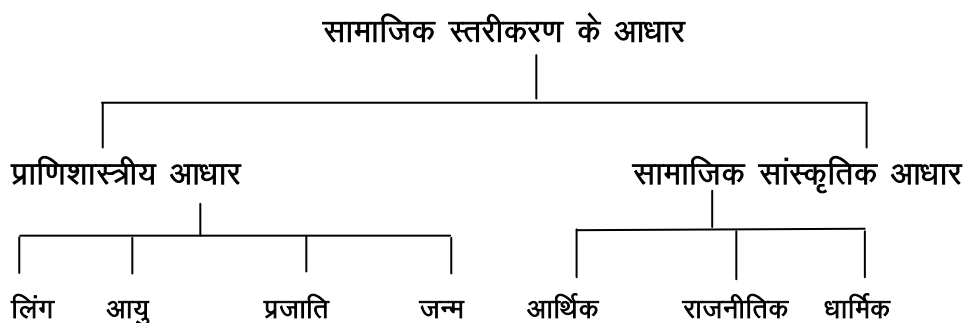 सामाजिक स्तरीकरण के आधार
प्राणिशास्त्रीय आधार सामाजिक सांस्कृतिक आधार
लिंग आयु प्रजाति जन्म आर्थिक राजनीतिक धार्मिक